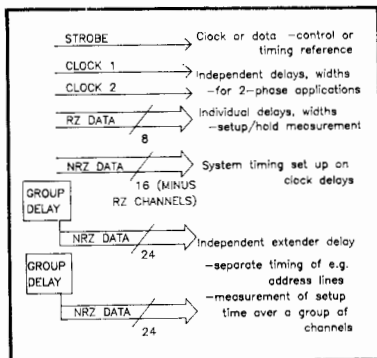 STROBE
Clock or data -control or
timing reference
CLOCK 1
Independent delays, widths
CLOCK 2
-for 2-phase applications
RZ DATA
8
Individual delays, widths
-setup/hold measurement
NRZ DATA
16 (MINUS
RZ CHANNELS)
System timing set up on
clock delays
GROUP
DELAY
NRZ DATA
24
Independent extender delay
GROUP
DELAY
-separate timing of e.g.
address lines
-measurement of setup
time over a group of
channels
NRZ DATA
24